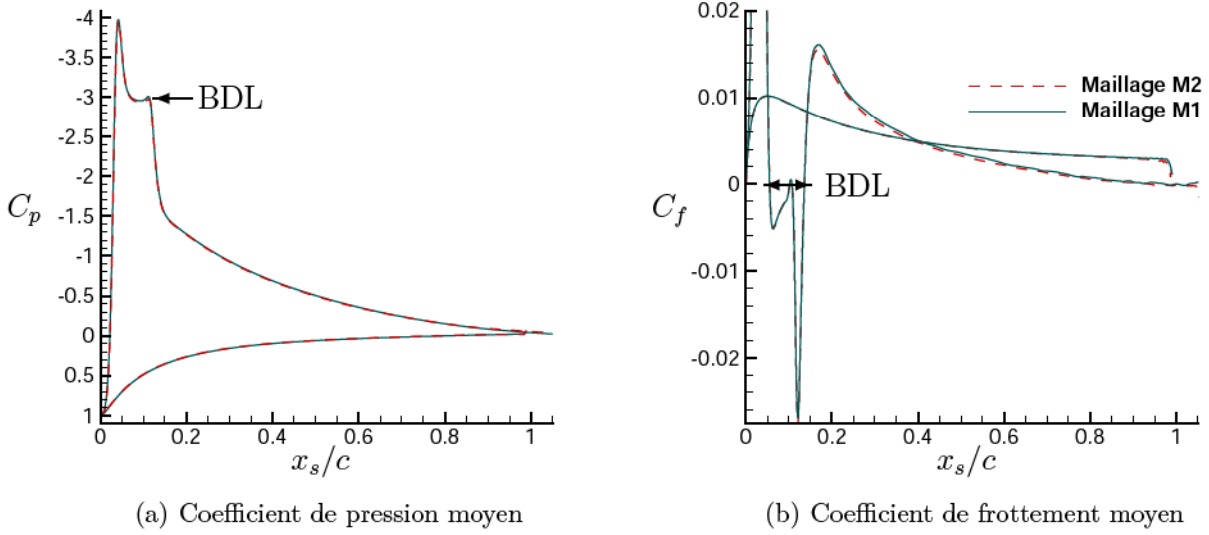 -4
-3.5
-3
-2.5
-2
-1.5
-1
-0.5
0
0.5
1
C_p
BDL
0 0.2 0.4 0.6 0.8 1
x_s/c
(a) Coefficient de pression moyen
0.02
0.01
0
-0.01
-0.02
C_f
BDL
Maillage M2
Maillage M1
0 0.2 0.4 0.6 0.8 1
x_s/c
(b) Coefficient de frottement moyen